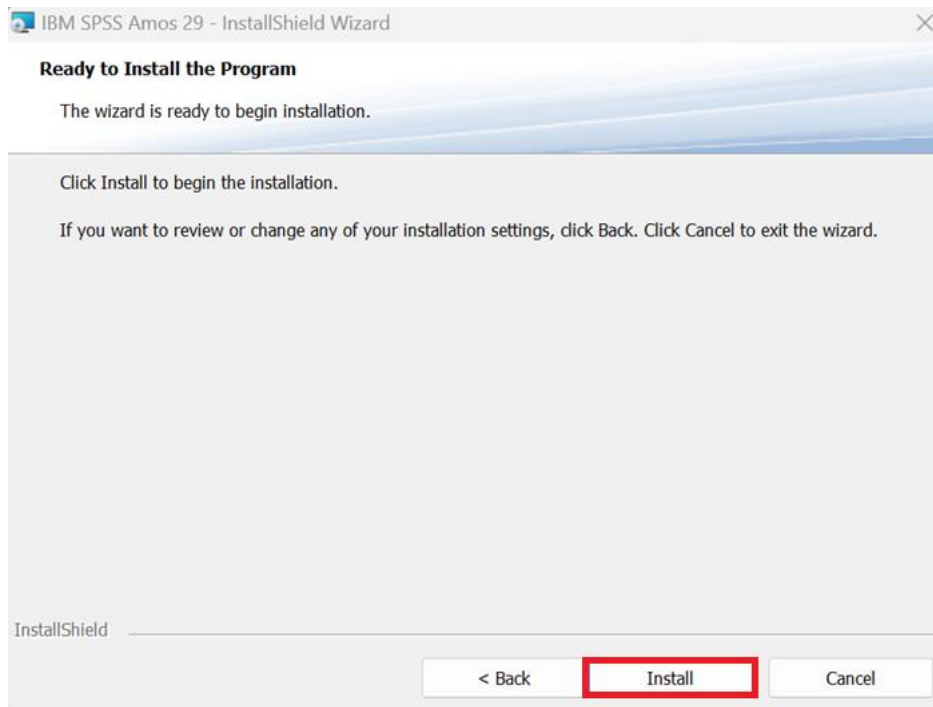 IBM SPSS Amos 29 - InstallShield Wizard
Ready to Install the Program
The wizard is ready to begin installation.
Click Install to begin the installation.
If you want to review or change any of your installation settings, click Back. Click Cancel to exit the wizard.
InstallShield
< Back
Install
Cancel